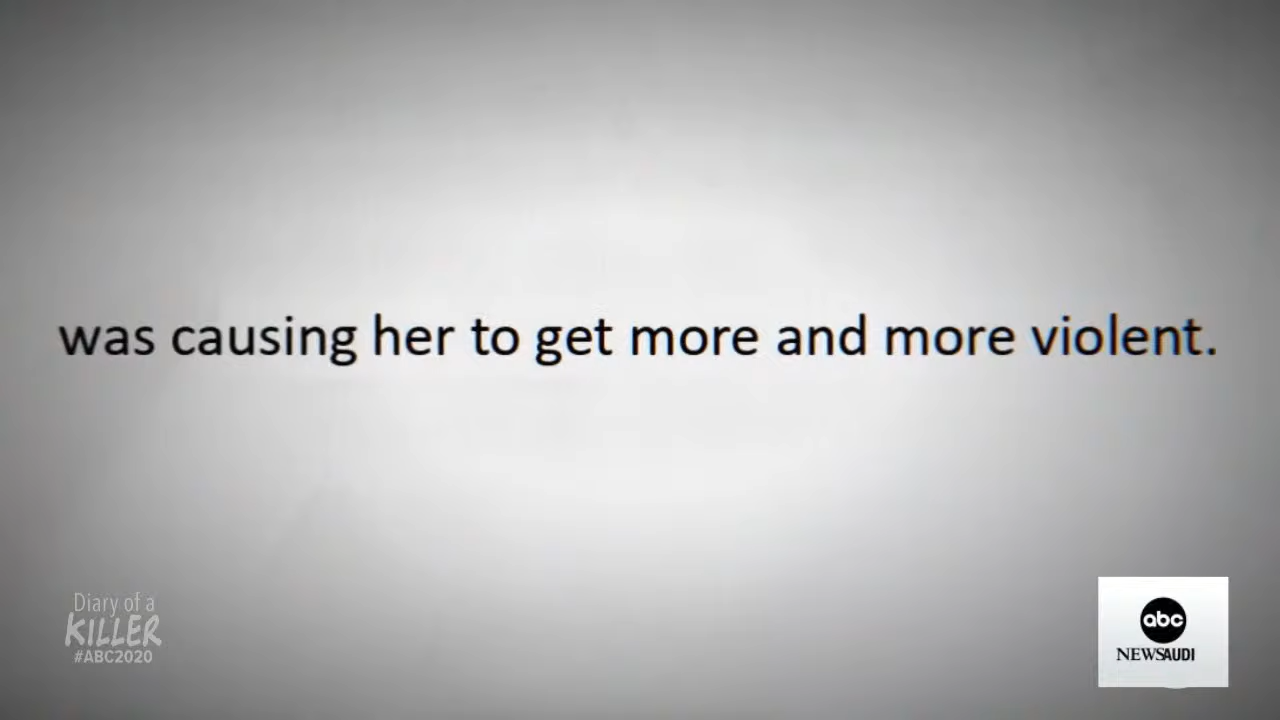 was causing her to get more and more violent.
Diary of a
KILLER
#ABC2020
abc
NEWSAUDI